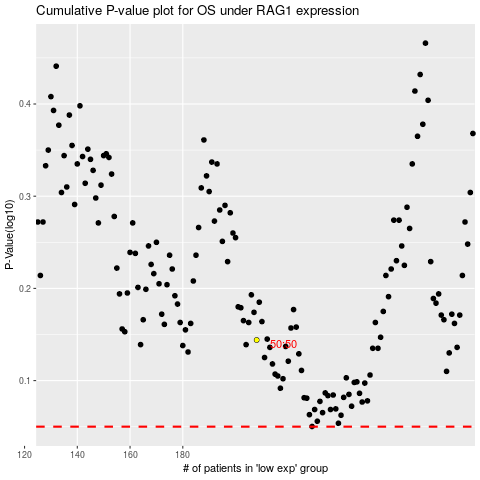 Cumulative P-value plot for OS under RAG1 expression
P-Value(log10)
0.4
0.3
0.2
0.1
50:50
120 140 160 180
# of patients in 'low exp' group